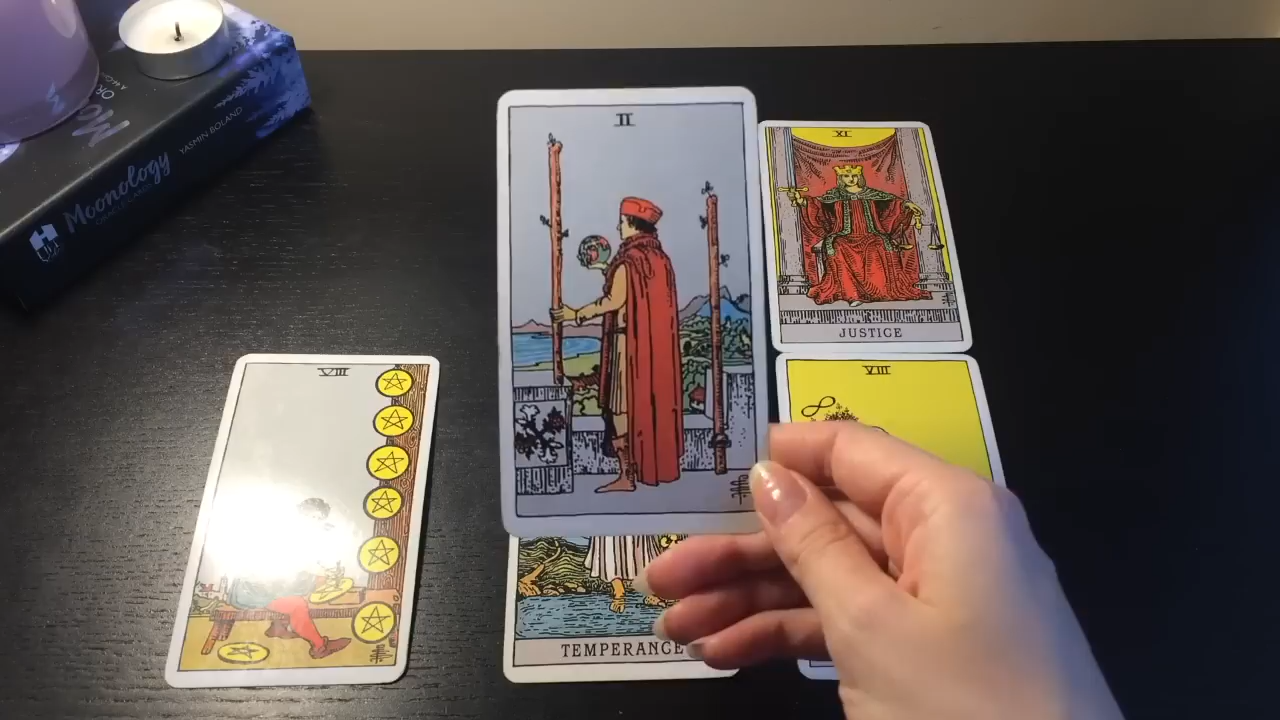 Moonology
YASMIN BOLAND
II
XI
JUSTICE
VIII
VIII
TEMPERANCE